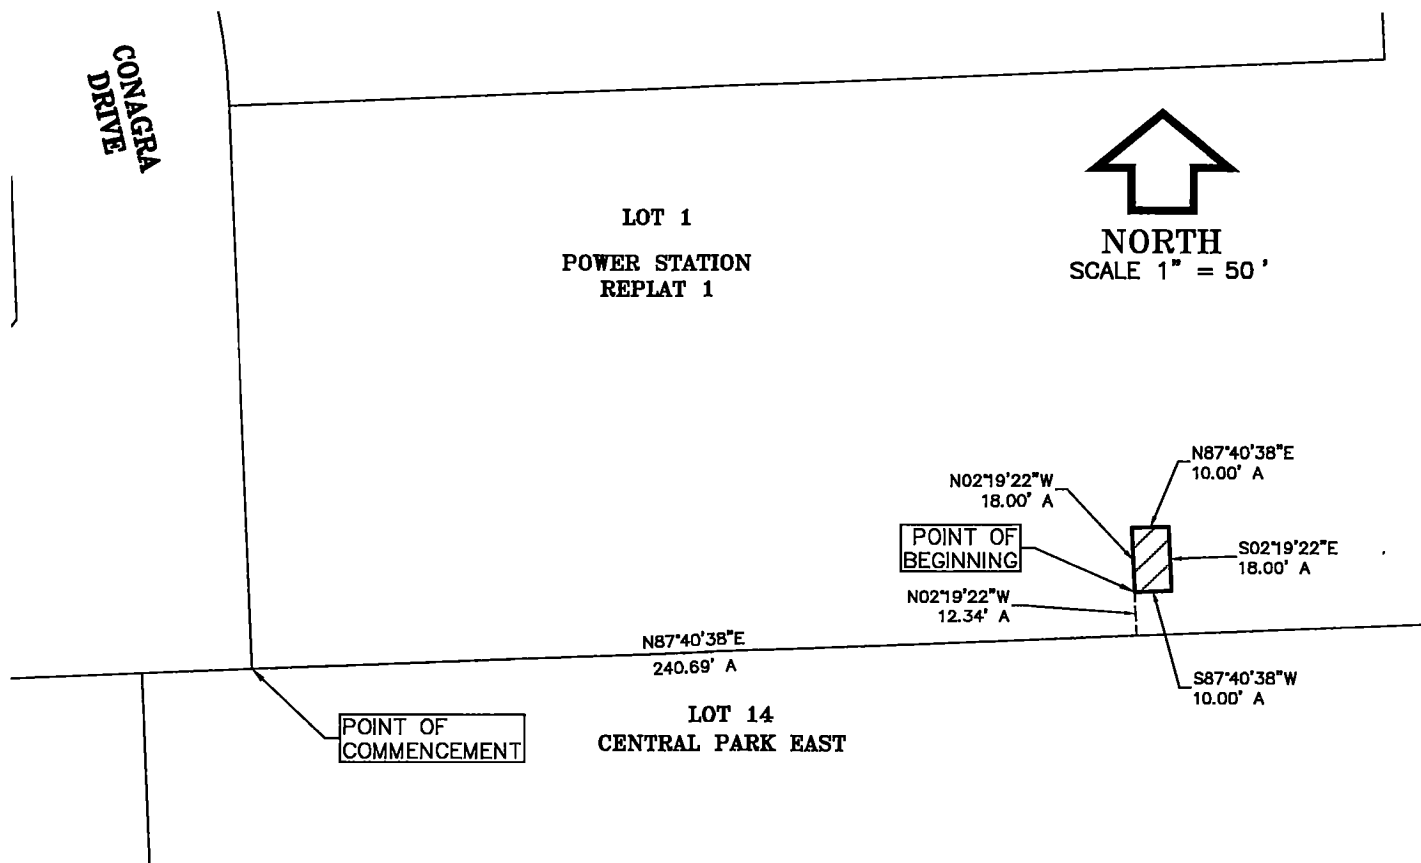 CONAGRA
DRIVE
LOT 1
POWER STATION
REPLAT 1
NORTH
SCALE 1" = 50'
N87°40'38"E
10.00' A
N02°19'22"W
18.00' A
POINT OF
BEGINNING
S02°19'22"E
18.00' A
N02°19'22"W
12.34' A
N87°40'38"E
240.69' A
S87°40'38"W
10.00' A
POINT OF
COMMENCEMENT
LOT 14
CENTRAL PARK EAST